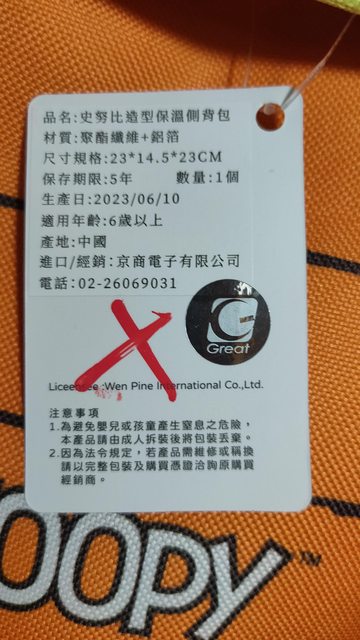 品名:史努比造型保溫側背包
材質:聚酯纖維+鋁箔
尺寸規格:23*14.5*23CM
保存期限:5年 數量:1個
生產日:2023/06/10
適用年齡:6歲以上
產地:中國
進口/經銷:京商電子有限公司
電話:02-26069031
Great
Licensee :Wen Pine International Co.,Ltd.
注意事項
1.為避免嬰兒或孩童產生窒息之危險，
本產品請由成人拆裝後將包裝丟棄。
2.因為法令規定，若產品需維修或稱換
請以完整包裝及購買憑證洽詢原購買
經銷商。
OOPY™